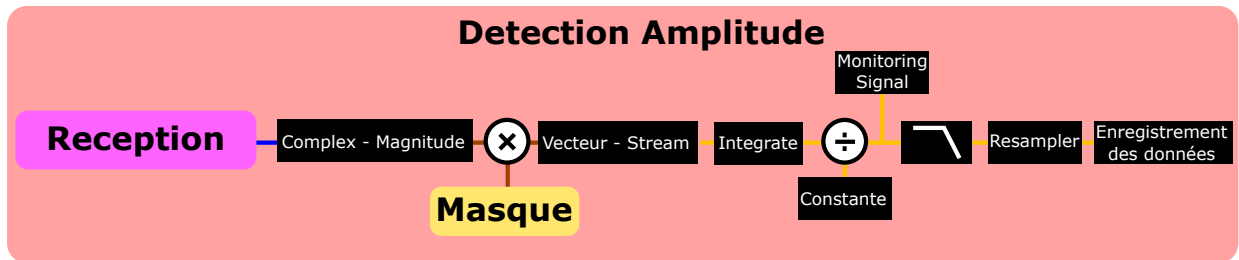 Detection Amplitude
Monitoring
Signal
Reception
Complex - Magnitude
×
Vecteur - Stream
Integrate
÷
Resampler
Enregistrement
des données
Masque
Constante